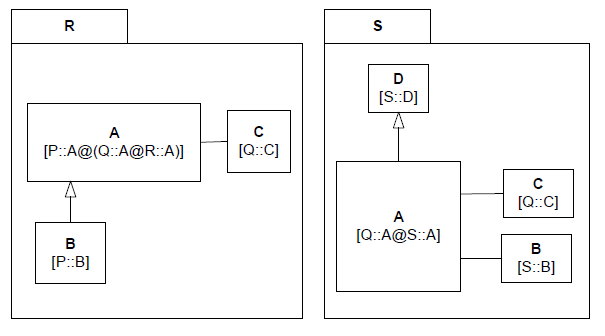 R
A
[P::A@(Q::A@R::A)]
C
[Q::C]
B
[P::B]
S
D
[S::D]
A
[Q::A@S::A]
C
[Q::C]
B
[S::B]